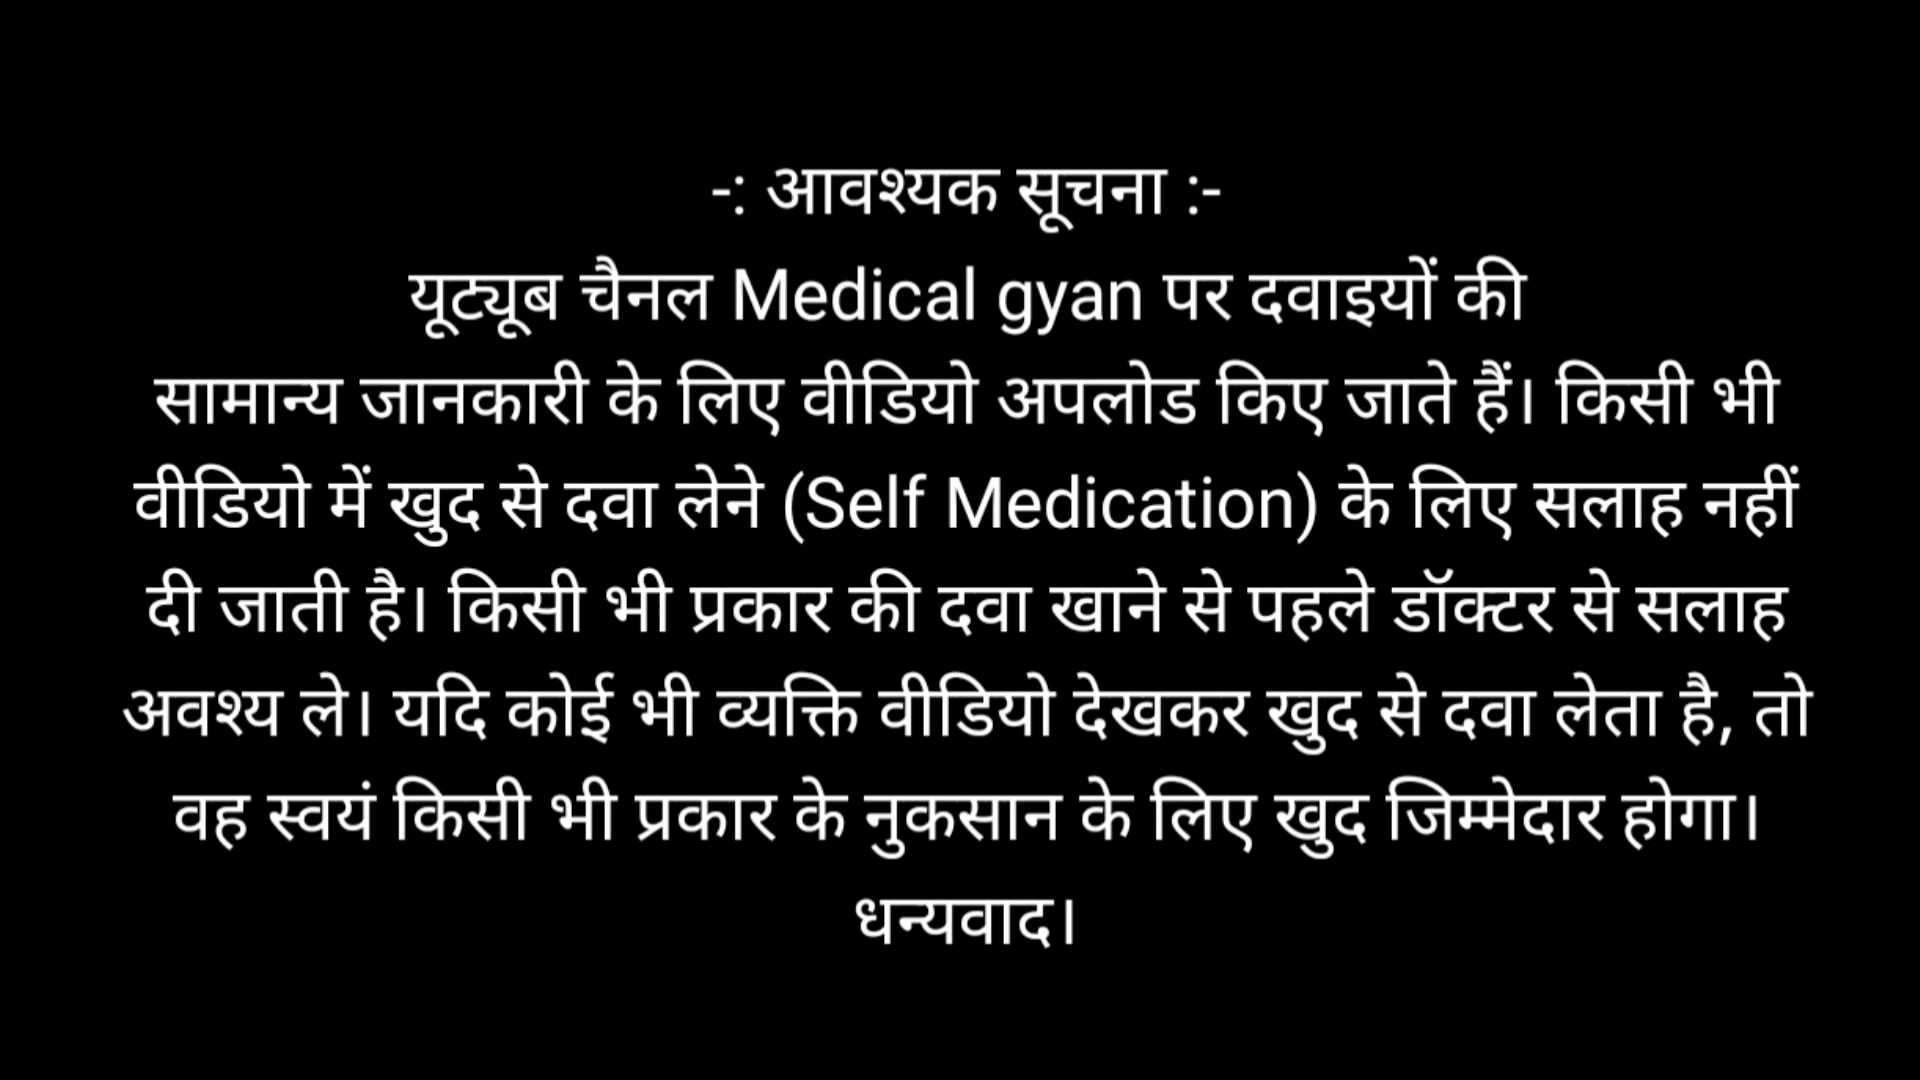 -: आवश्यक सूचना :-
यूट्यूब चैनल Medical gyan पर दवाइयों की
सामान्य जानकारी के लिए वीडियो अपलोड किए जाते हैं। किसी भी
वीडियो में खुद से दवा लेने (Self Medication) के लिए सलाह नहीं
दी जाती है। किसी भी प्रकार की दवा खाने से पहले डॉक्टर से सलाह
अवश्य ले। यदि कोई भी व्यक्ति वीडियो देखकर खुद से दवा लेता है, तो
वह स्वयं किसी भी प्रकार के नुकसान के लिए खुद जिम्मेदार होगा।
धन्यवाद।